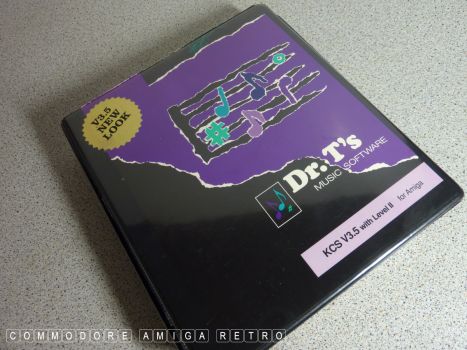 V3.5
NEW
LOOK
Dr. T's
MUSIC SOFTWARE
KCS V3.5 with Level II for Amiga
COMMODORE AMIGA RETRO